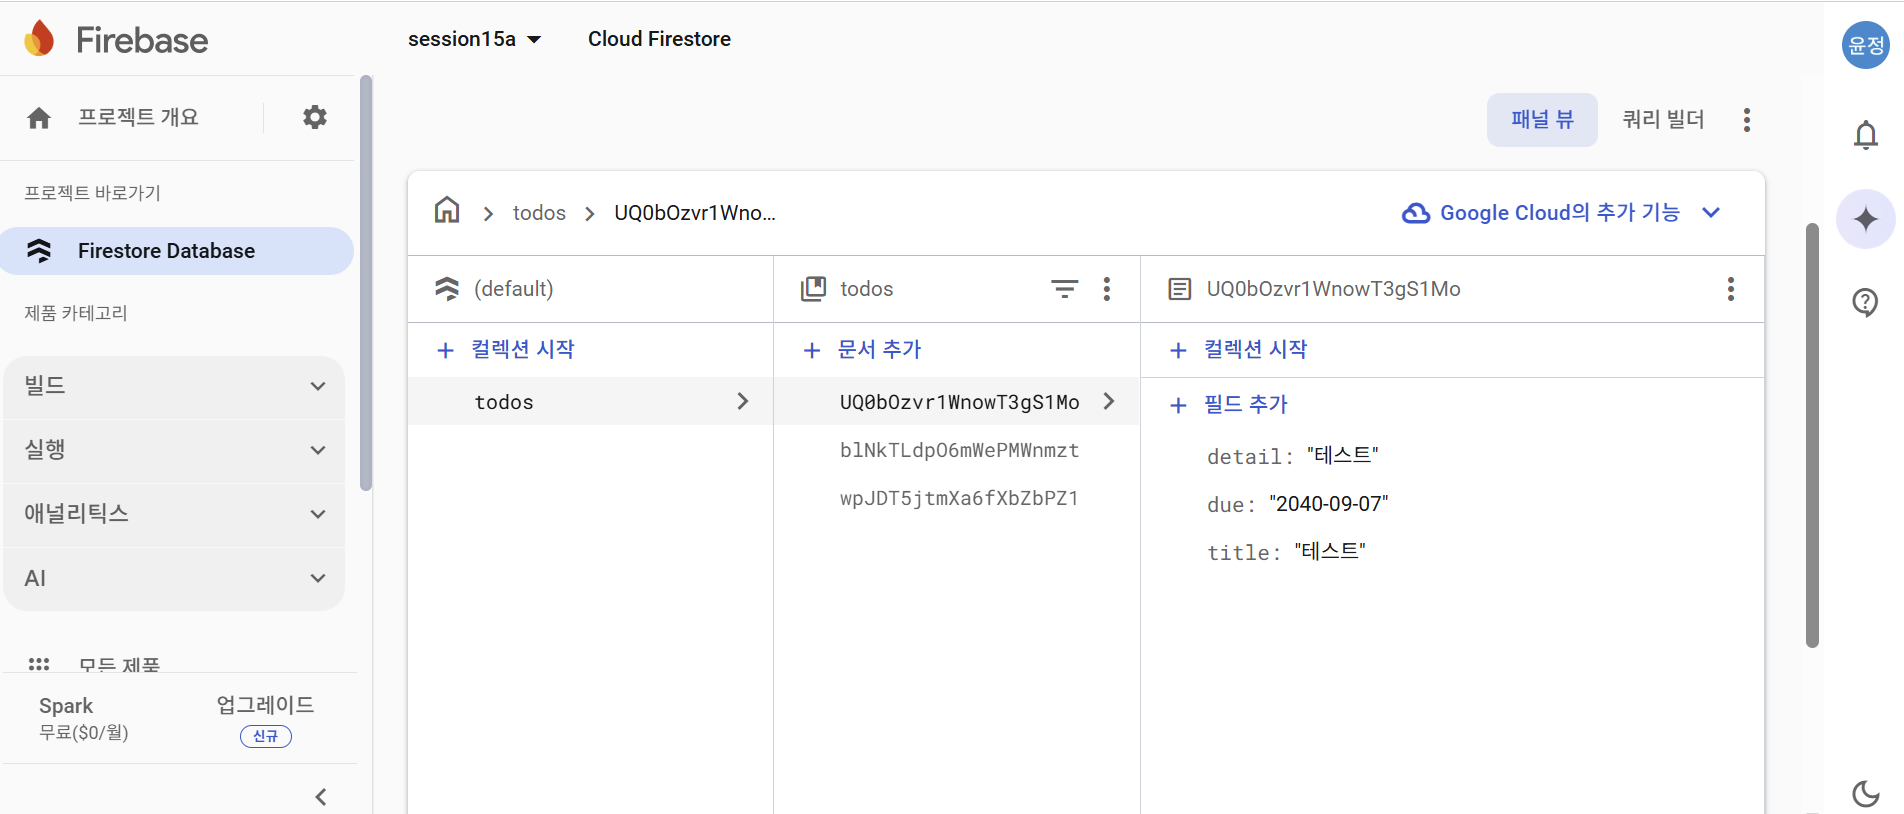 Firebase
session15a
Cloud Firestore
윤정
프로젝트 개요
패널 뷰
쿼리 빌더
프로젝트 바로가기
Firestore Database
제품 카테고리
빌드
실행
애널리틱스
AI
모든 제품
Spark
무료($0/월)
업그레이드
신규
todos
UQ0bOzvr1Wno...
Google Cloud의 추가 기능
(default)
컬렉션 시작
todos
todos
문서 추가
UQ0bOzvr1WnowT3gS1Mo
blNkTLdpO6mWePMWnmzt
wpJDT5jtmXa6fXbZbPZ1
UQ0bOzvr1WnowT3gS1Mo
컬렉션 시작
필드 추가
detail: "테스트"
due: "2040-09-07"
title: "테스트"